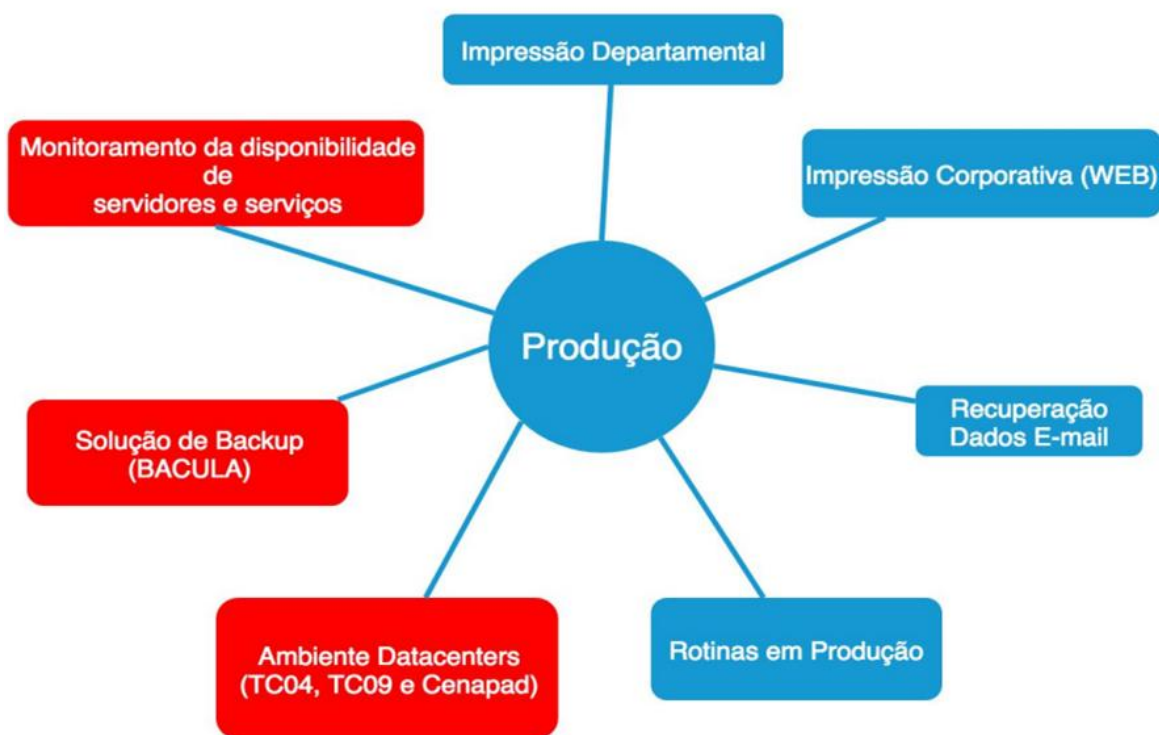 Impressão Departamental
Monitoramento da disponibilidade
de
servidores e serviços
Impressão Corporativa (WEB)
Produção
Recuperação
Dados E-mail
Solução de Backup
(BACULA)
Ambiente Datacenters
(TC04, TC09 e Cenapad)
Rotinas em Produção